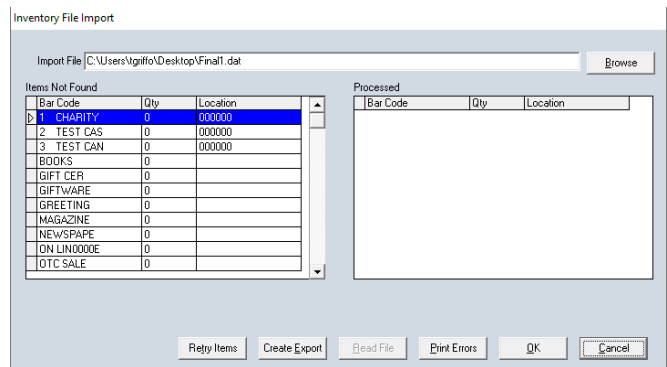 Inventory File Import
Import File C:\Users\tgriffo\Desktop\Final1.dat Browse
Items Not Found
Bar Code Qty Location
1 CHARITY 0 000000
2 TEST CAS 0 000000
3 TEST CAN 0 000000
BOOKS 0
GIFT CER 0
GIFTWARE 0
GREETING 0
MAGAZINE 0
NEWSPAPE 0
ON LIN0000E 0
OTC SALE 0
Processed
Bar Code Qty Location
Retry Items Create Export Read File Print Errors OK Cancel